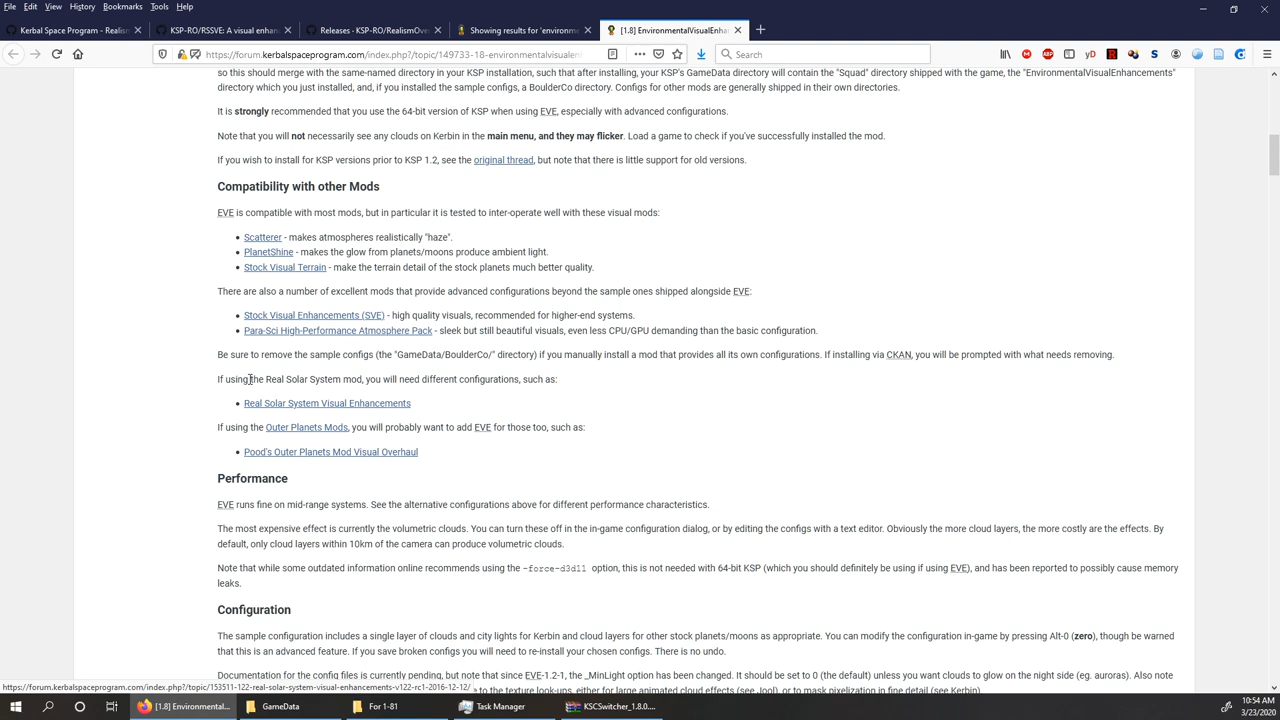 File Edit View History Bookmarks Tools Help
Kerbal Space Program - Realis
KSP-RO/RSSVE: A visual enhan
Releases · KSP-RO/RealismOve
Showing results for 'environme
[1.8] EnvironmentalVisualEnha
https://forum.kerbalspaceprogram.com/index.php?/topic/149733-18-environmentalvisualen
Search
so this should merge with the same-named directory in your KSP installation, such that after installing, your KSP's GameData directory will contain the "Squad" directory shipped with the game, the "EnvironmentalVisualEnhancements"
directory which you just installed, and, if you installed the sample configs, a BoulderCo directory. Configs for other mods are generally shipped in their own directories.
It is strongly recommended that you use the 64-bit version of KSP when using EVE, especially with advanced configurations.
Note that you will not necessarily see any clouds on Kerbin in the main menu, and they may flicker. Load a game to check if you've successfully installed the mod.
If you wish to install for KSP versions prior to KSP 1.2, see the original thread, but note that there is little support for old versions.
Compatibility with other Mods
EVE is compatible with most mods, but in particular it is tested to inter-operate well with these visual mods:
• Scatterer - makes atmospheres realistically "haze".
• PlanetShine - makes the glow from planets/moons produce ambient light.
• Stock Visual Terrain - make the terrain detail of the stock planets much better quality.
There are also a number of excellent mods that provide advanced configurations beyond the sample ones shipped alongside EVE:
• Stock Visual Enhancements (SVE) - high quality visuals, recommended for higher-end systems.
• Para-Sci High-Performance Atmosphere Pack - sleek but still beautiful visuals, even less CPU/GPU demanding than the basic configuration.
Be sure to remove the sample configs (the "GameData/BoulderCo/" directory) if you manually install a mod that provides all its own configurations. If installing via CKAN, you will be prompted with what needs removing.
If using the Real Solar System mod, you will need different configurations, such as:
• Real Solar System Visual Enhancements
If using the Outer Planets Mods, you will probably want to add EVE for those too, such as:
• Pood's Outer Planets Mod Visual Overhaul
Performance
EVE runs fine on mid-range systems. See the alternative configurations above for different performance characteristics.
The most expensive effect is currently the volumetric clouds. You can turn these off in the in-game configuration dialog, or by editing the configs with a text editor. Obviously the more cloud layers, the more costly are the effects. By
default, only cloud layers within 10km of the camera can produce volumetric clouds.
Note that while some outdated information online recommends using the -force-d3d11 option, this is not needed with 64-bit KSP (which you should definitely be using if using EVE), and has been reported to possibly cause memory
leaks.
Configuration
The sample configuration includes a single layer of clouds and city lights for Kerbin and cloud layers for other stock planets/moons as appropriate. You can modify the configuration in-game by pressing Alt-0 (zero), though be warned
that this is an advanced feature. If you save broken configs you will need to re-install your chosen configs. There is no undo.
Documentation for the config files is currently pending, but note that since EVE-1.2-1, the _MinLight option has been changed. It should be set to 0 (the default) unless you want clouds to glow on the night side (eg. auroras). Also note
https://forum.kerbalspaceprogram.com/index.php?/topic/153511-122-real-solar-system-visual-enhancements-v122-rc1-2016-12-12/
to the texture look-ups, either for large animated cloud effects (see Jool), or to mask pixelization in fine detail (see Kerbin).
[1.8] Environmental...
GameData
For 1-81
Task Manager
KSCSwitcher_1.8.0....
10:54 AM
3/23/2020